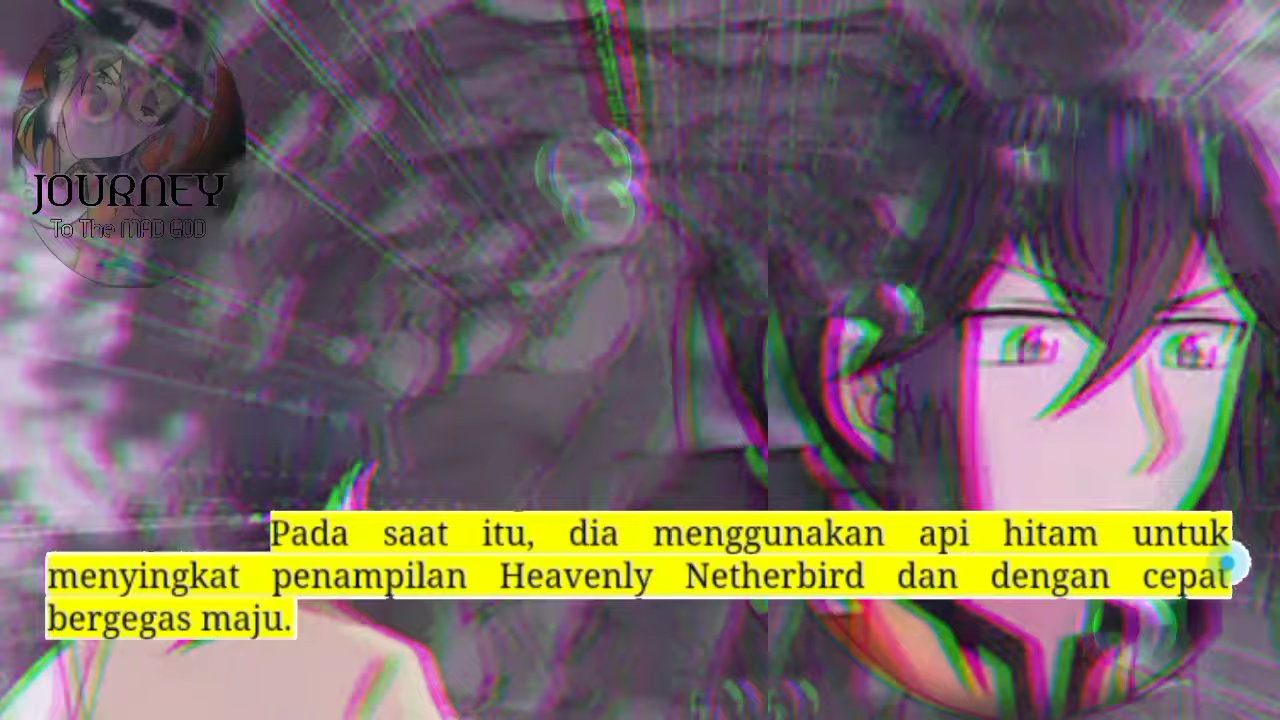 JOURNEY
To The MAD GOD
Pada saat itu, dia menggunakan api hitam untuk
menyingkat penampilan Heavenly Netherbird dan dengan cepat
bergegas maju.